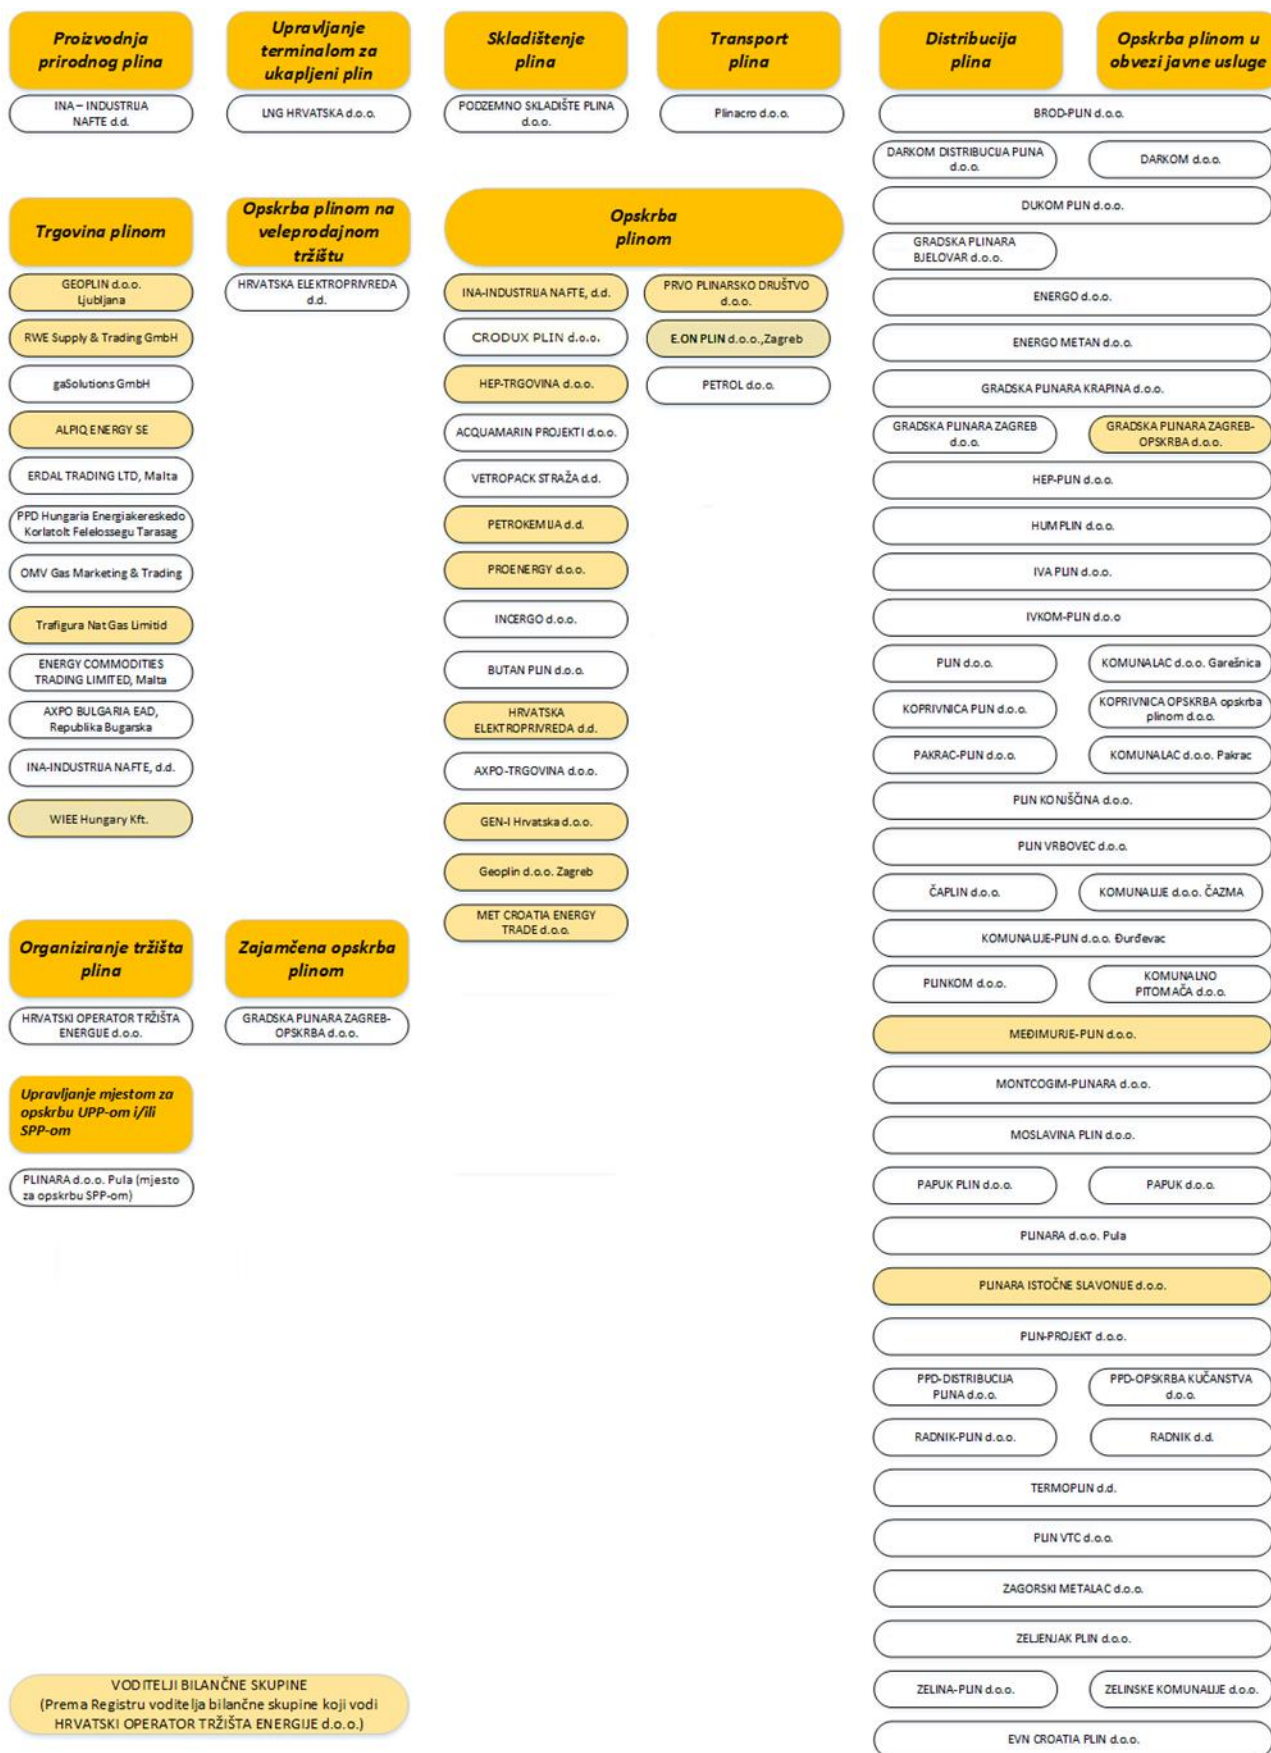 Proizvodnja
prirodnog plina
INA – INDUSTRIJA
NAFTE d.d.
Upravljanje
terminalom za
ukapljeni plin
LNG HRVATSKA d.o.o.
Skladištenje
plina
PODZEMNO SKLADIŠTE PLINA
d.o.o.
Transport
plina
Plinacro d.o.o.
Trgovina plinom
GEOPLIN d.o.o.
Ljubljana
RWE Supply & Trading GmbH
gaSolutions GmbH
ALPIQ ENERGY SE
ERDAL TRADING LTD, Malta
PPD Hungaria Energiakereskedo
Korlatolt Felelossegu Tarasag
OMV Gas Marketing & Trading
Trafigura Nat Gas Limitid
ENERGY COMMODITIES
TRADING LIMITED, Malta
AXPO BULGARIA EAD,
Republika Bugarska
INA-INDUSTRIJA NAFTE, d.d.
WIEE Hungary Kft.
Opskrba plinom na
veleprodajnom
tržištu
HRVATSKA ELEKTROPRIVREDA
d.d.
Opskrba
plinom
INA-INDUSTRIJA NAFTE, d.d.
CRODUX PLIN d.o.o.
HEP-TRGOVINA d.o.o.
ACQUAMARIN PROJEKTI d.o.o.
VETROPACK STRAŽA d.d.
PETROKEMIJA d.d.
PROENERGY d.o.o.
INCERGO d.o.o.
BUTAN PLIN d.o.o.
HRVATSKA
ELEKTROPRIVREDA d.d.
AXPO-TRGOVINA d.o.o.
GEN-I Hrvatska d.o.o.
Geoplin d.o.o. Zagreb
MET CROATIA ENERGY
TRADE d.o.o.
PRVO PLINARSKO DRUŠTVO
d.o.o.
E.ON PLIN d.o.o.,Zagreb
PETROL d.o.o.
Organiziranje tržišta
plina
HRVATSKI OPERATOR TRŽIŠTA
ENERGIJE d.o.o.
Zajamčena opskrba
plinom
GRADSKA PLINARA ZAGREB-
OPSKRBA d.o.o.
Upravljanje mjestom za
opskrbu UPP-om i/ili
SPP-om
PLINARA d.o.o. Pula (mjesto
za opskrbu SPP-om)
VODITELJI BILANČNE SKUPINE
(Prema Registru voditelja bilančne skupine koji vodi
HRVATSKI OPERATOR TRŽIŠTA ENERGIJE d.o.o.)
Distribucija
plina
Opskrba plinom u
obvezi javne usluge
BROD-PLIN d.o.o.
DARKOM DISTRIBUCIJA PLINA
d.o.o.
DARKOM d.o.o.
DUKOM PLIN d.o.o.
GRADSKA PLINARA
BJELOVAR d.o.o.
ENERGO d.o.o.
ENERGO METAN d.o.o.
GRADSKA PLINARA KRAPINA d.o.o.
GRADSKA PLINARA ZAGREB
d.o.o.
GRADSKA PLINARA ZAGREB-
OPSKRBA d.o.o.
HEP-PLIN d.o.o.
HUMPLIN d.o.o.
IVA PLIN d.o.o.
IVKOM-PLIN d.o.o
PLIN d.o.o.
KOMUNALAC d.o.o. Garešnica
KOPRIVNICA PLIN d.o.o.
KOPRIVNICA OPSKRBA opskrba
plinom d.o.o.
PAKRAC-PLIN d.o.o.
KOMUNALAC d.o.o. Pakrac
PLIN KONJŠČINA d.o.o.
PLIN VRBOVEC d.o.o.
ČAPLIN d.o.o.
KOMUNALIJE d.o.o. ČAZMA
KOMUNALIJE-PLIN d.o.o. Đurđevac
PLINKOM d.o.o.
KOMUNALNO
PITOMAČA d.o.o.
MEĐIMURJE-PLIN d.o.o.
MONTCOGIM-PLINARA d.o.o.
MOSLAVINA PLIN d.o.o.
PAPUK PLIN d.o.o.
PAPUK d.o.o.
PLINARA d.o.o. Pula
PLINARA ISTOČNE SLAVONIJE d.o.o.
PLIN-PROJEKT d.o.o.
PPD-DISTRIBUCIJA
PLINA d.o.o.
PPD-OPSKRBA KUĆANSTVA
d.o.o.
RADNIK-PLIN d.o.o.
RADNIK d.d.
TERMOPLIN d.d.
PLIN VTC d.o.o.
ZAGORSKI METALAC d.o.o.
ZELJENJAK PLIN d.o.o.
ZELINA-PLIN d.o.o.
ZELINSKE KOMUNALIJE d.o.o.
EVN CROATIA PLIN d.o.o.